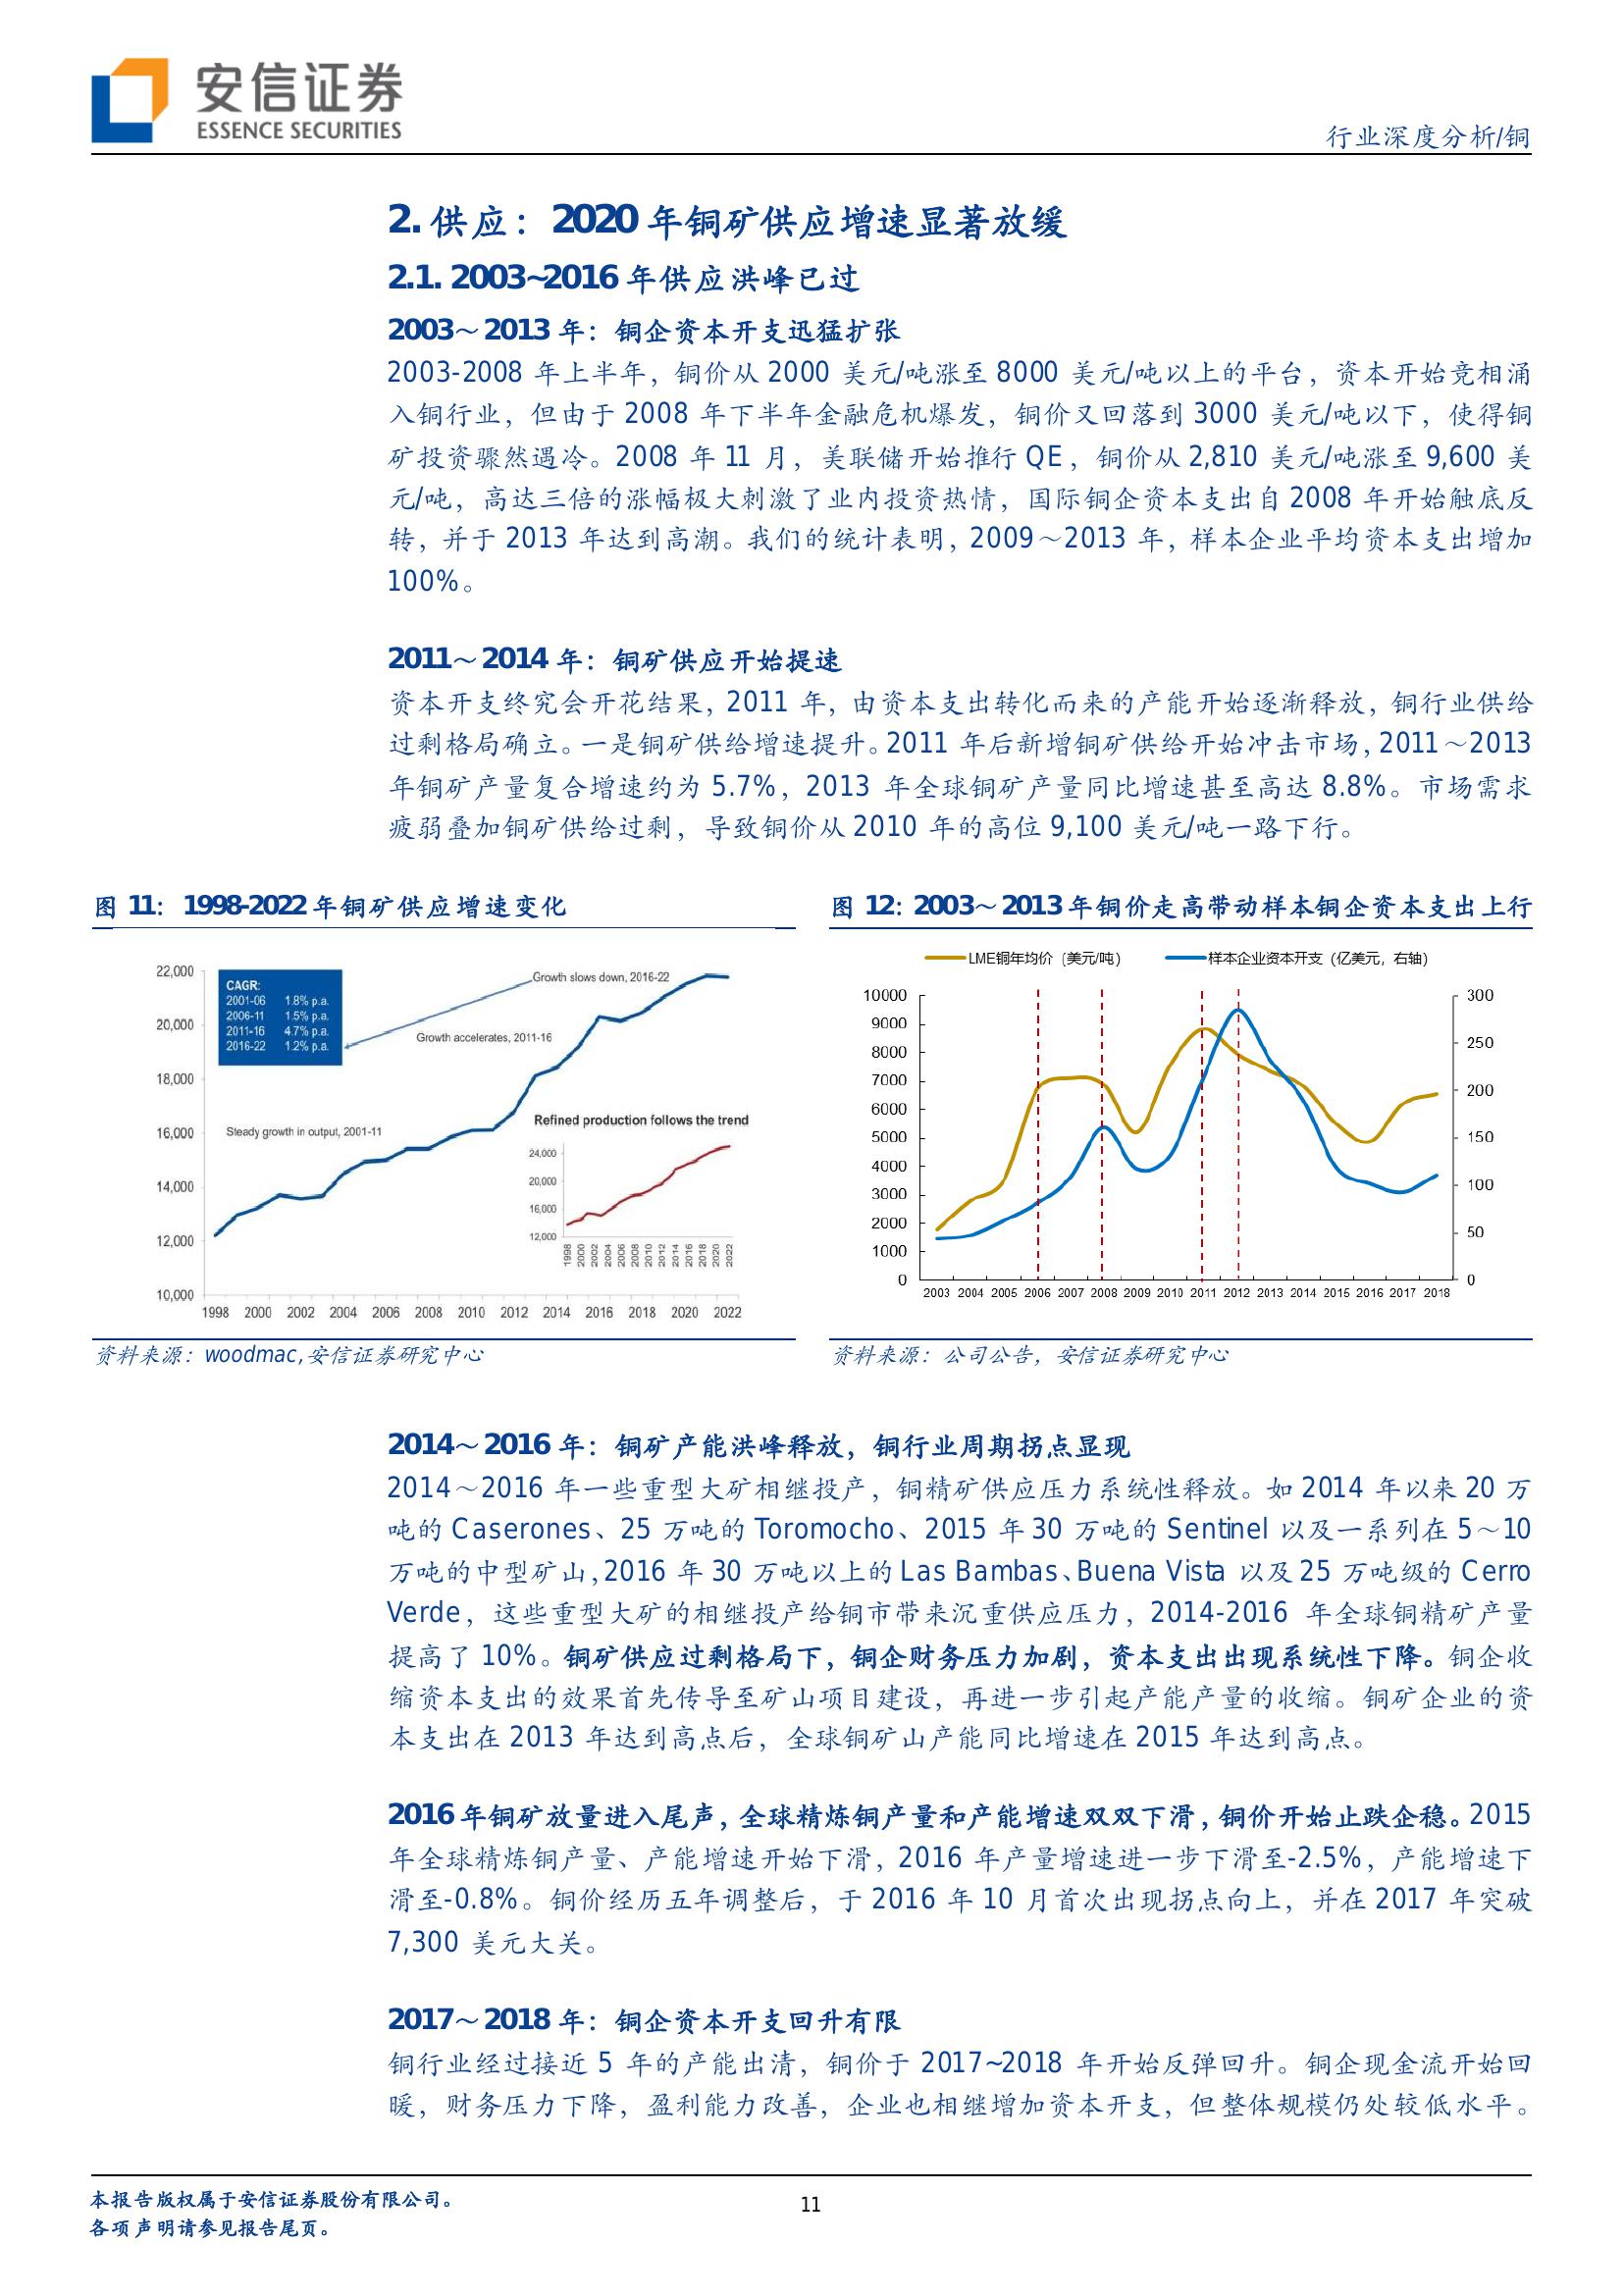 安信证券
ESSENCE SECURITIES
行业深度分析/铜
2. 供应：2020 年铜矿供应增速显著放缓
2.1. 2003~2016 年供应洪峰已过
2003～2013 年：铜企资本开支迅猛扩张
2003-2008 年上半年，铜价从 2000 美元/吨涨至 8000 美元/吨以上的平台，资本开始竞相涌
入铜行业，但由于 2008 年下半年金融危机爆发，铜价又回落到 3000 美元/吨以下，使得铜
矿投资骤然遇冷。2008 年 11 月，美联储开始推行 QE，铜价从 2,810 美元/吨涨至 9,600 美
元/吨，高达三倍的涨幅极大刺激了业内投资热情，国际铜企资本支出自 2008 年开始触底反
转，并于 2013 年达到高潮。我们的统计表明，2009～2013 年，样本企业平均资本支出增加
100%。
2011～2014 年：铜矿供应开始提速
资本开支终究会开花结果，2011 年，由资本支出转化而来的产能开始逐渐释放，铜行业供给
过剩格局确立。一是铜矿供给增速提升。2011 年后新增铜矿供给开始冲击市场，2011～2013
年铜矿产量复合增速约为 5.7%，2013 年全球铜矿产量同比增速甚至高达 8.8%。市场需求
疲弱叠加铜矿供给过剩，导致铜价从 2010 年的高位 9,100 美元/吨一路下行。
图 11：1998-2022 年铜矿供应增速变化
22,000
20,000
18,000
16,000
14,000
12,000
10,000
CAGR:
2001-06 1.8% p.a.
2006-11 1.5% p.a.
2011-16 4.7% p.a.
2016-22 1.2% p.a.
Growth slows down, 2016-22
Growth accelerates, 2011-16
Steady growth in output, 2001-11
Refined production follows the trend
24,000
20,000
16,000
12,000
1998 2000 2002 2004 2006 2008 2010 2012 2014 2016 2018 2020 2022
1998 2000 2002 2004 2006 2008 2010 2012 2014 2016 2018 2020 2022
资料来源：woodmac,安信证券研究中心
图 12：2003～2013 年铜价走高带动样本铜企资本支出上行
LME铜年均价（美元/吨） 样本企业资本开支（亿美元，右轴）
10000
9000
8000
7000
6000
5000
4000
3000
2000
1000
0
300
250
200
150
100
50
0
2003 2004 2005 2006 2007 2008 2009 2010 2011 2012 2013 2014 2015 2016 2017 2018
资料来源：公司公告，安信证券研究中心
2014～2016 年：铜矿产能洪峰释放，铜行业周期拐点显现
2014～2016 年一些重型大矿相继投产，铜精矿供应压力系统性释放。如 2014 年以来 20 万
吨的 Caserones、25 万吨的 Toromocho、2015 年 30 万吨的 Sentinel 以及一系列在 5～10
万吨的中型矿山，2016 年 30 万吨以上的 Las Bambas、Buena Vista 以及 25 万吨级的 Cerro
Verde，这些重型大矿的相继投产给铜市带来沉重供应压力，2014-2016 年全球铜精矿产量
提高了 10%。铜矿供应过剩格局下，铜企财务压力加剧，资本支出出现系统性下降。铜企收
缩资本支出的效果首先传导至矿山项目建设，再进一步引起产能产量的收缩。铜矿企业的资
本支出在 2013 年达到高点后，全球铜矿山产能同比增速在 2015 年达到高点。
2016 年铜矿放量进入尾声，全球精炼铜产量和产能增速双双下滑，铜价开始止跌企稳。2015
年全球精炼铜产量、产能增速开始下滑，2016 年产量增速进一步下滑至-2.5%，产能增速下
滑至-0.8%。铜价经历五年调整后，于 2016 年 10 月首次出现拐点向上，并在 2017 年突破
7,300 美元大关。
2017～2018 年：铜企资本开支回升有限
铜行业经过接近 5 年的产能出清，铜价于 2017~2018 年开始反弹回升。铜企现金流开始回
暖，财务压力下降，盈利能力改善，企业也相继增加资本开支，但整体规模仍处较低水平。
本报告版权属于安信证券股份有限公司。
各项声明请参见报告尾页。
11